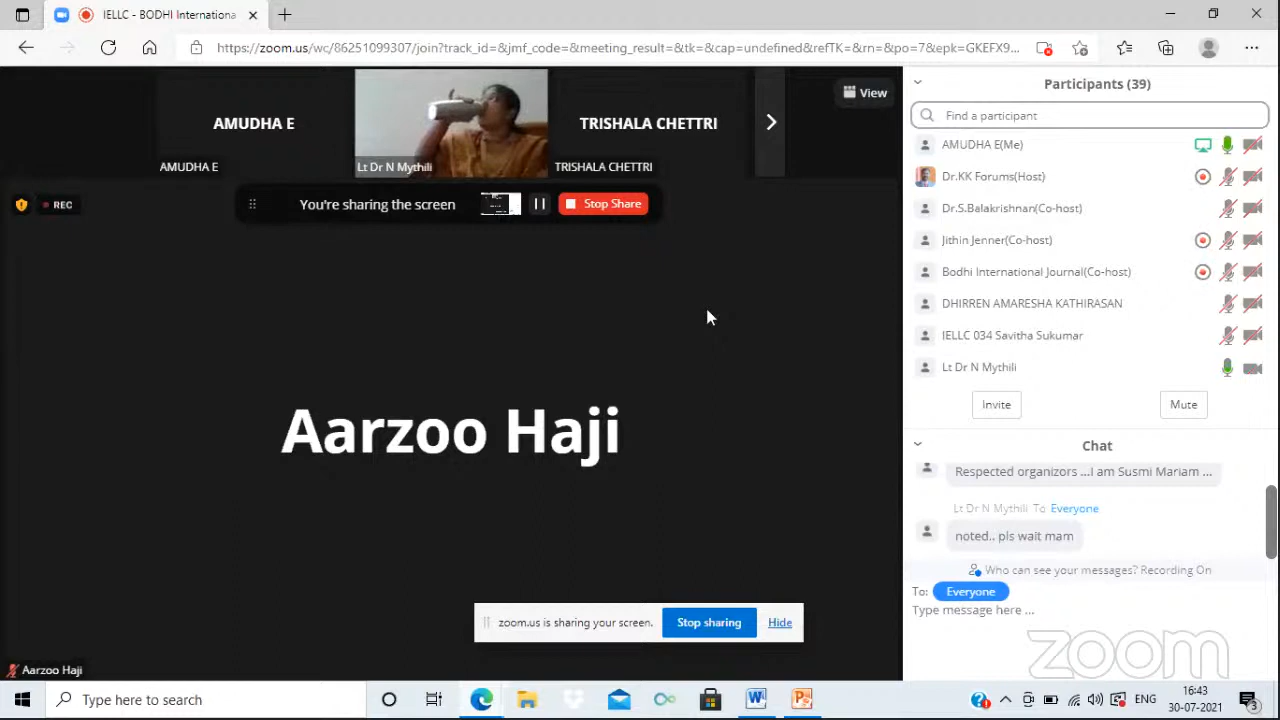 IELLC - BODHI Internationa
https://zoom.us/wc/86251099307/join?track_id=&jmf_code=&meeting_result=&tk=&cap=undefined&refTK=&rn=&po=7&epk=GKEFX9...
AMUDHA E
AMUDHA E
Lt Dr N Mythili
TRISHALA CHETTRI
TRISHALA CHETTRI
View
REC
You're sharing the screen
Stop Share
Aarzoo Haji
zoom.us is sharing your screen.
Stop sharing
Hide
Aarzoo Haji
Participants (39)
Find a participant
AMUDHA E(Me)
Dr.KK Forums(Host)
Dr.S.Balakrishnan(Co-host)
Jithin Jenner(Co-host)
Bodhi International Journal(Co-host)
DHIRREN AMARESHA KATHIRASAN
IELLC 034 Savitha Sukumar
Lt Dr N Mythili
Invite
Mute
Chat
Respected organizors ...I am Susmi Mariam ...
Lt Dr N Mythili To Everyone
noted.. pls wait mam
Who can see your messages? Recording On
To: Everyone
Type message here ...
zoom
Type here to search
ENG
16:43
30-07-2021
3